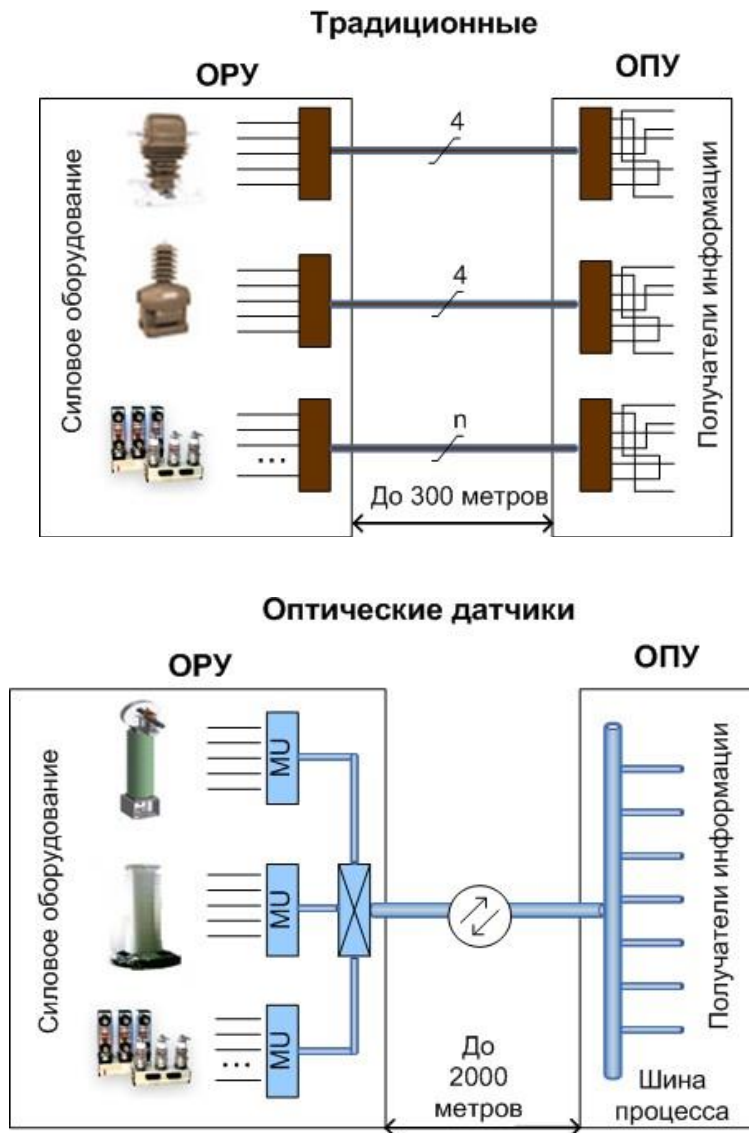 Традиционные
ОРУ
ОПУ
Силовое оборудование
4
4
n
...
До 300 метров
Получатели информации
Оптические датчики
ОРУ
ОПУ
Силовое оборудование
MU
MU
MU
...
До
2000
метров
Получатели информации
Шина
процесса